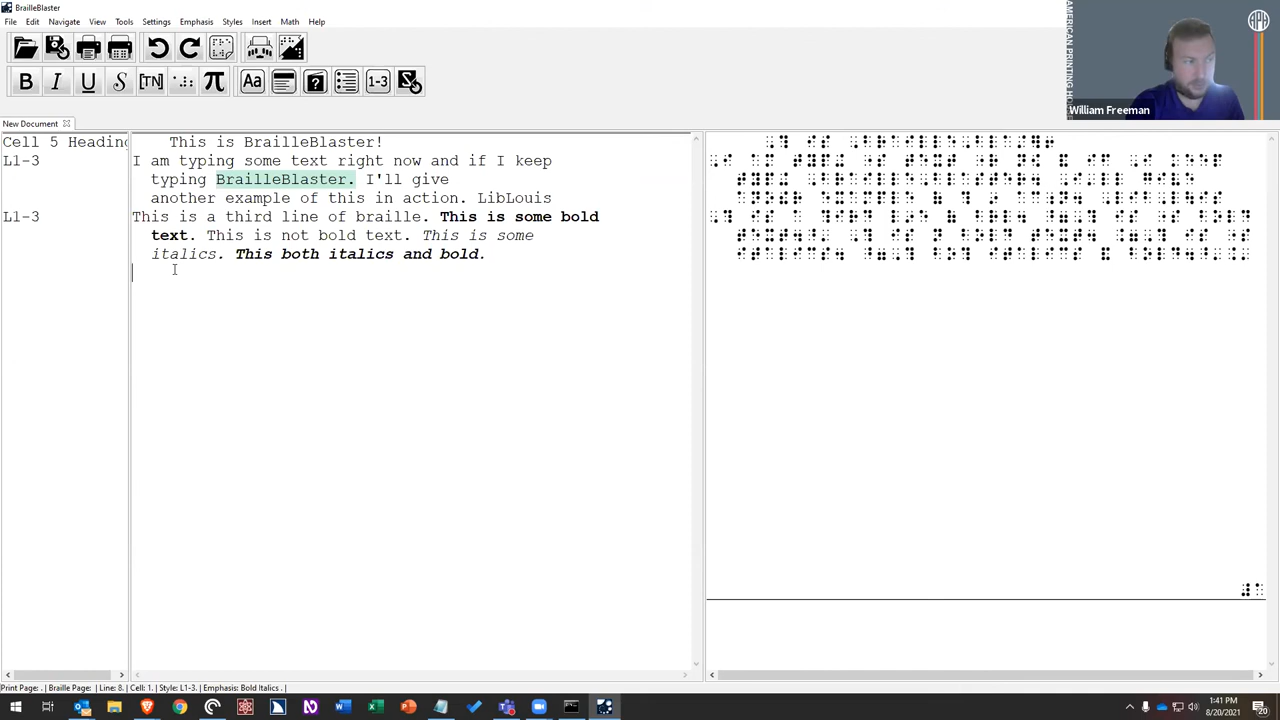 BrailleBlaster
File Edit Navigate View Tools Settings Emphasis Styles Insert Math Help
B I U S [TN] π Aa ? 1-3
AMERICAN PRINTING HO
William Freeman
New Document
Cell 5 Heading This is BrailleBlaster!
L1-3 I am typing some text right now and if I keep
typing BrailleBlaster. I'll give
another example of this in action. LibLouis
L1-3 This is a third line of braille. This is some bold
text. This is not bold text. This is some
italics. This both italics and bold.
Print Page: . | Braille Page: | Line: 8. | Cell: 1. | Style: L1-3. | Emphasis: Bold Italics . |
1:41 PM
8/20/2021
20